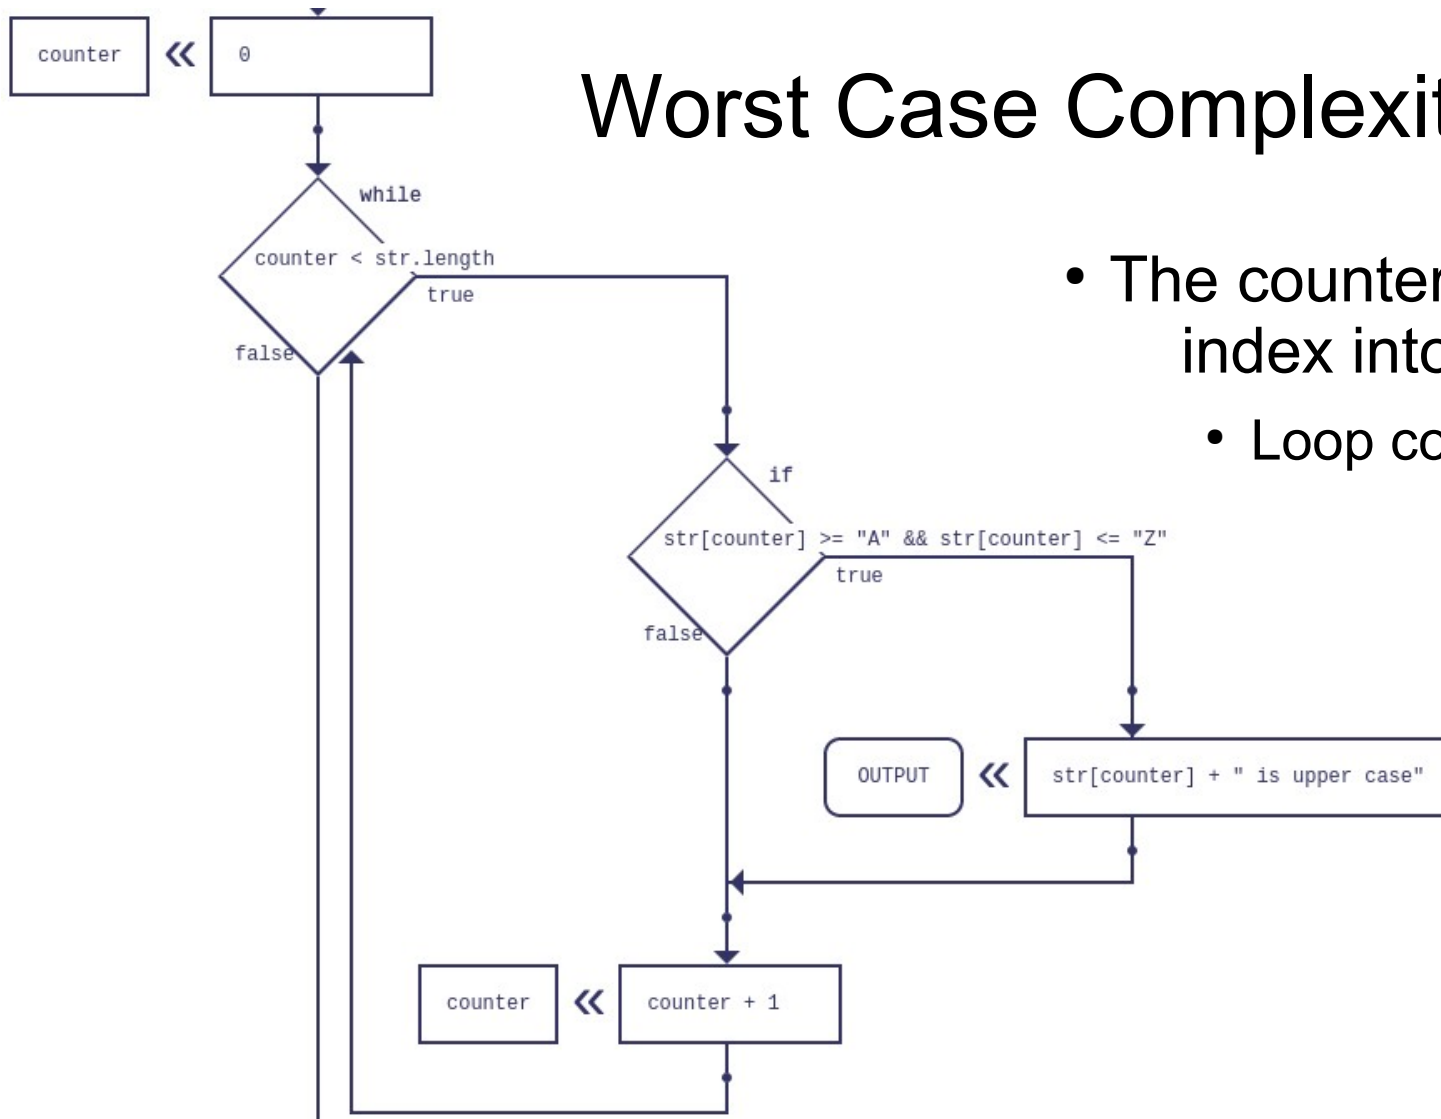 counter « 0
Worst Case Complexit
while
counter < str.length
true
false
• The counter
index into
• Loop co
if
str[counter] >= "A" && str[counter] <= "Z"
true
false
OUTPUT « str[counter] + " is upper case"
counter « counter + 1